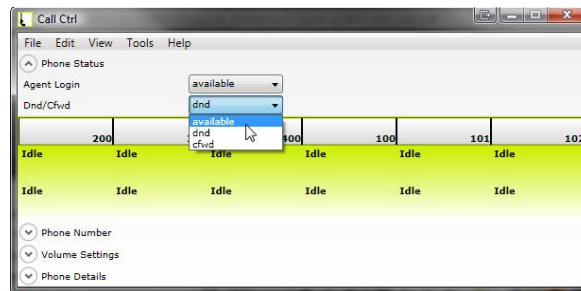 Call Ctrl
File Edit View Tools Help
Phone Status
Agent Login available
Dnd/Cfwd dnd
available
dnd
cfwd
200 400 100 101 102
Idle Idle Idle Idle Idle Idle
Idle Idle Idle Idle Idle
Phone Number
Volume Settings
Phone Details